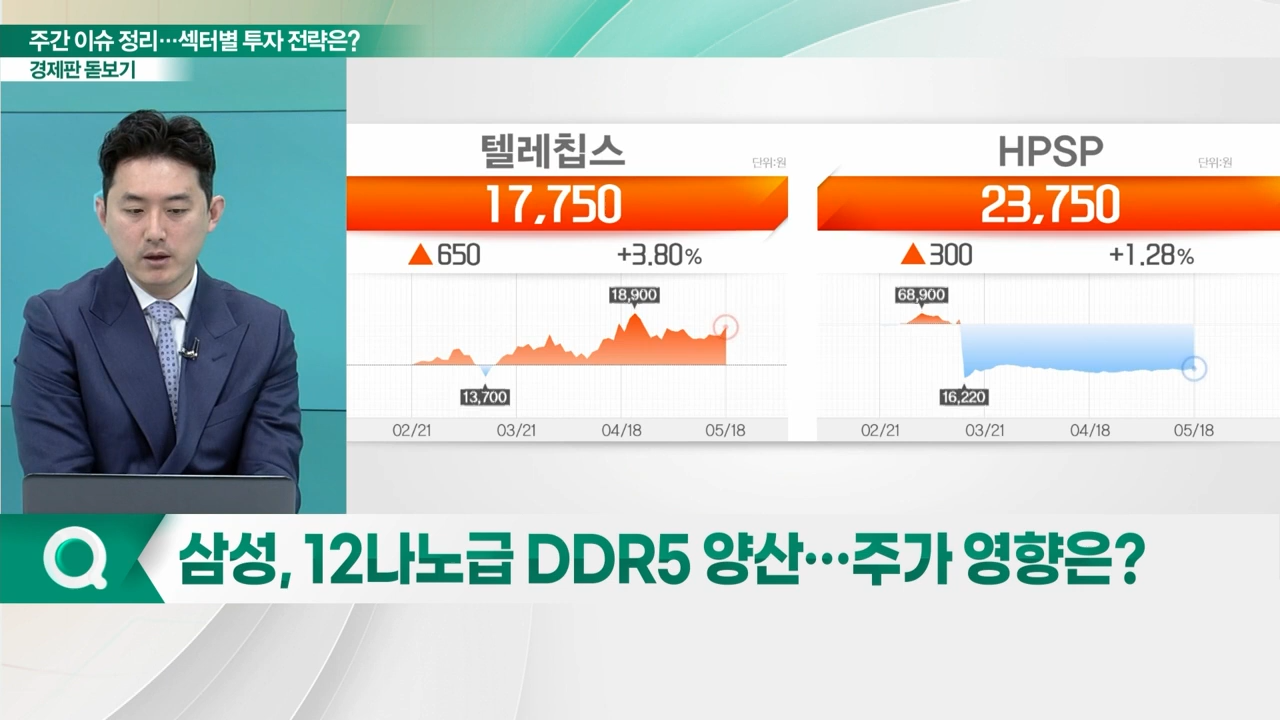 주간 이슈 정리…섹터별 투자 전략은?
경제판 돋보기
텔레칩스
단위:원
17,750
▲650 +3.80%
18,900
13,700
02/21 03/21 04/18 05/18
HPSP
단위:원
23,750
▲300 +1.28%
68,900
16,220
02/21 03/21 04/18 05/18
Q 삼성, 12나노급 DDR5 양산…주가 영향은?